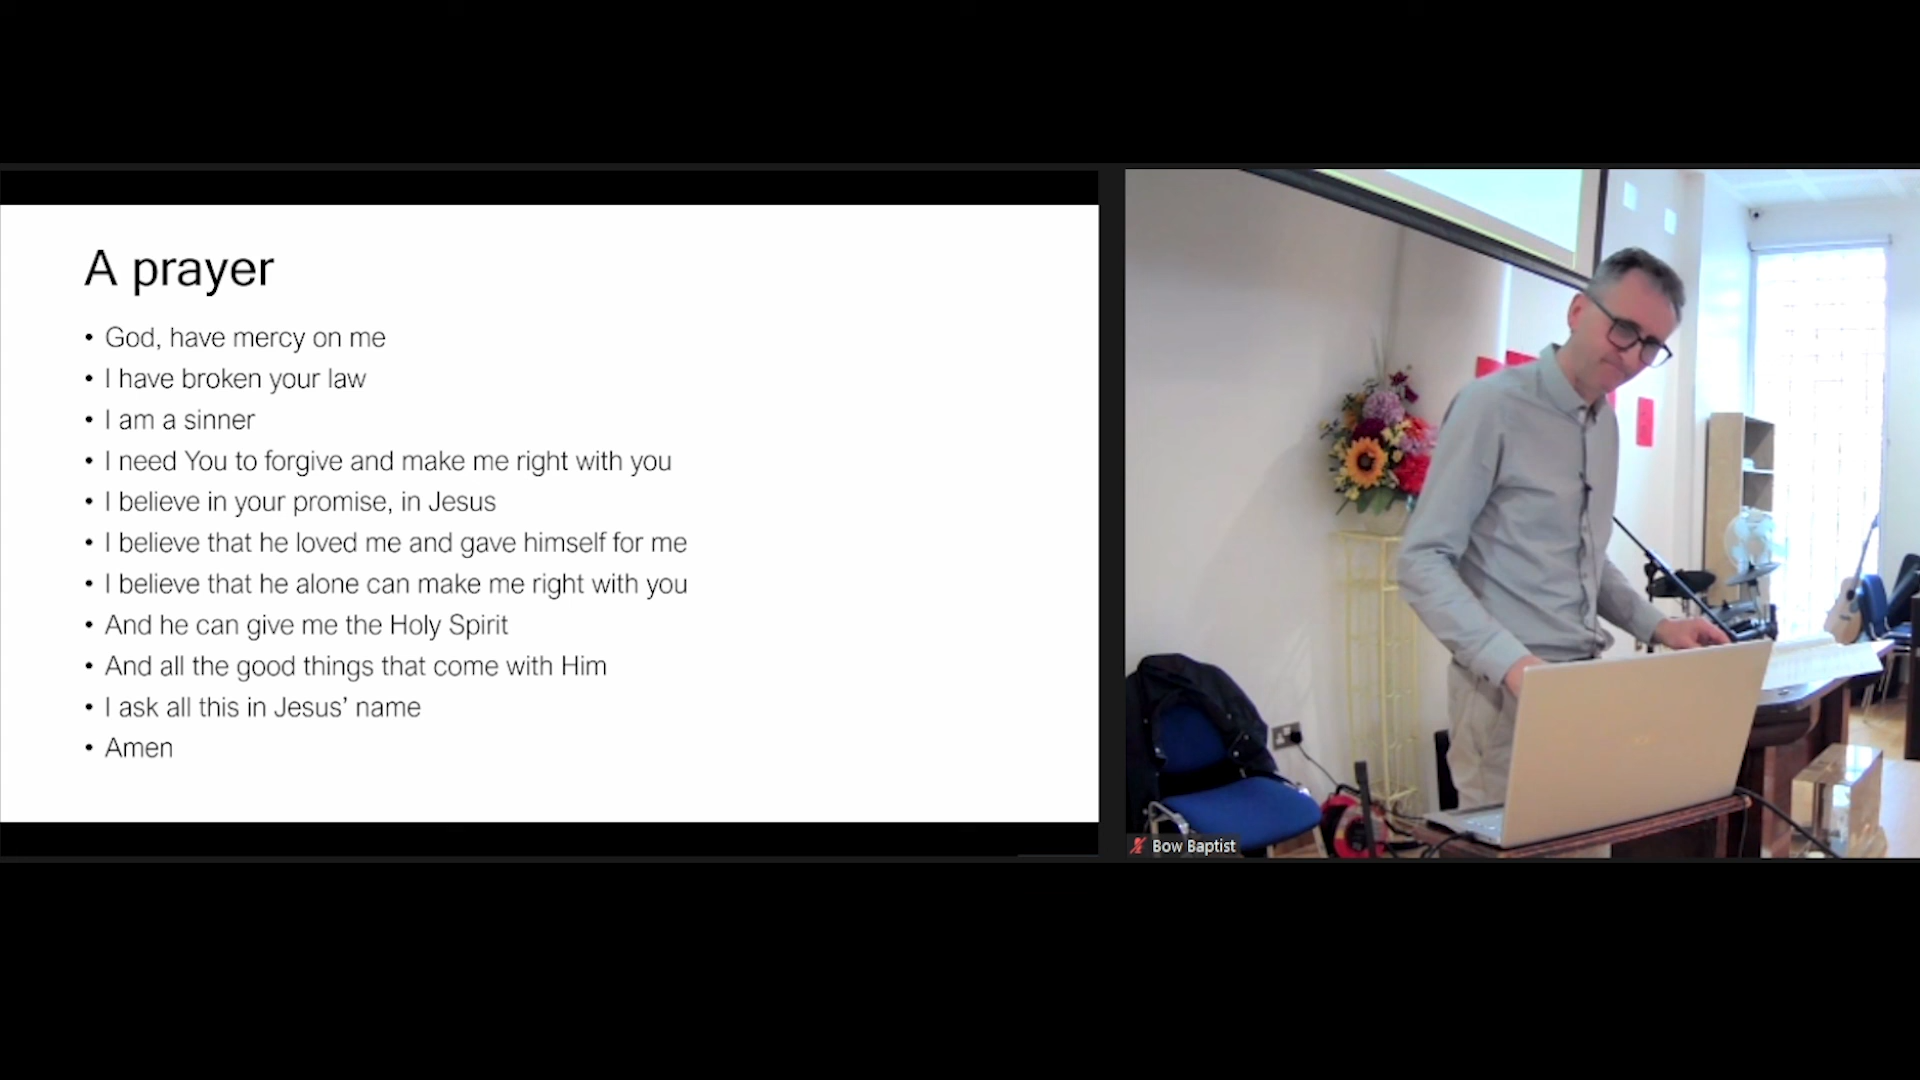 A prayer
• God, have mercy on me
• I have broken your law
• I am a sinner
• I need You to forgive and make me right with you
• I believe in your promise, in Jesus
• I believe that he loved me and gave himself for me
• I believe that he alone can make me right with you
• And he can give me the Holy Spirit
• And all the good things that come with Him
• I ask all this in Jesus’ name
• Amen
Bow Baptist